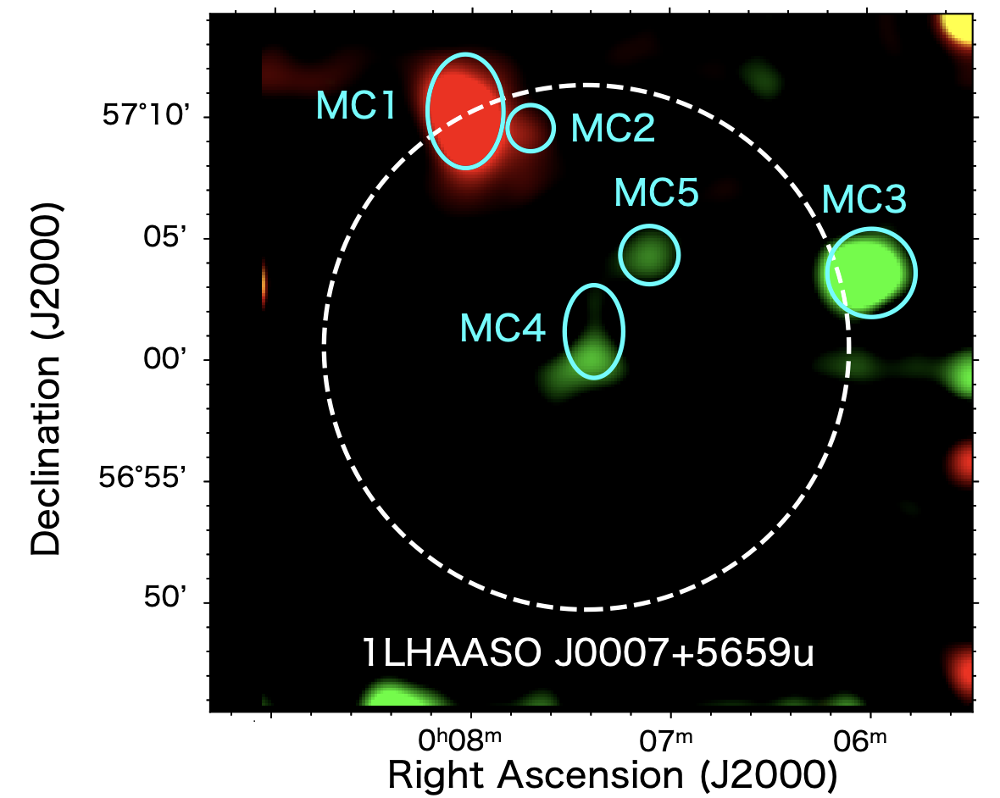 MC1
57°10'
MC2
MC5
MC3
05'
MC4
00'
56°55'
50'
1LHAASO J0007+5659u
0ʰ08ᵐ 07ᵐ 06ᵐ
Right Ascension (J2000)
Declination (J2000)